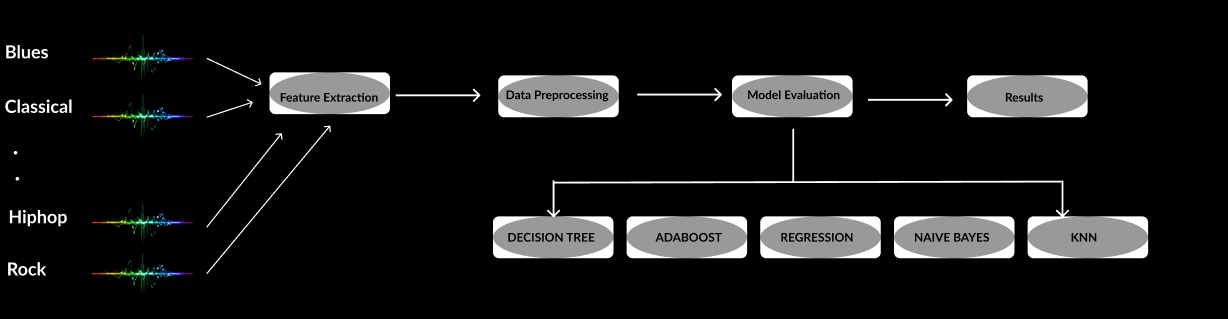 Blues
Classical
.
.
Hiphop
Rock
Feature Extraction
Data Preprocessing
Model Evaluation
Results
DECISION TREE
ADABOOST
REGRESSION
NAIVE BAYES
KNN